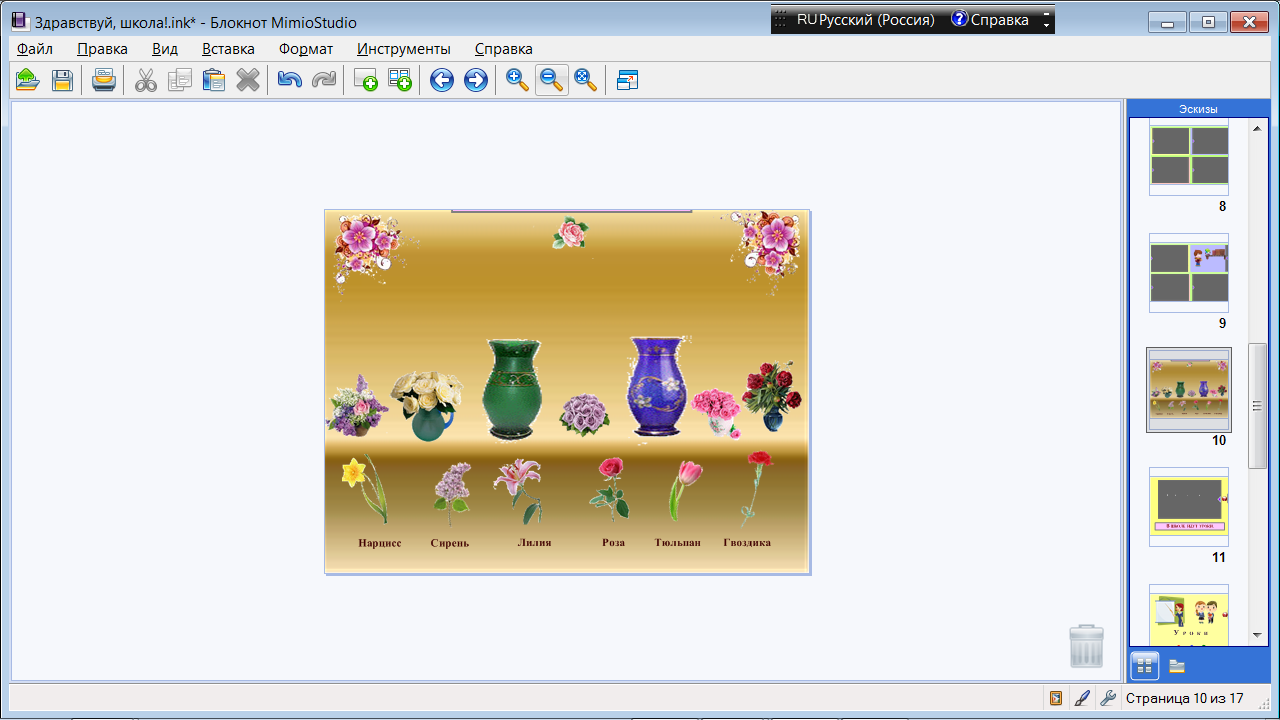 Здравствуй, школа!.ink* - Блокнот MimioStudio
RU Русский (Россия) Справка
Файл Правка Вид Вставка Формат Инструменты Справка
Эскизы
8
9
10
11
Уроки
Нарцисс Сирень Лилия Роза Тюльпан Гвоздика
Страница 10 из 17